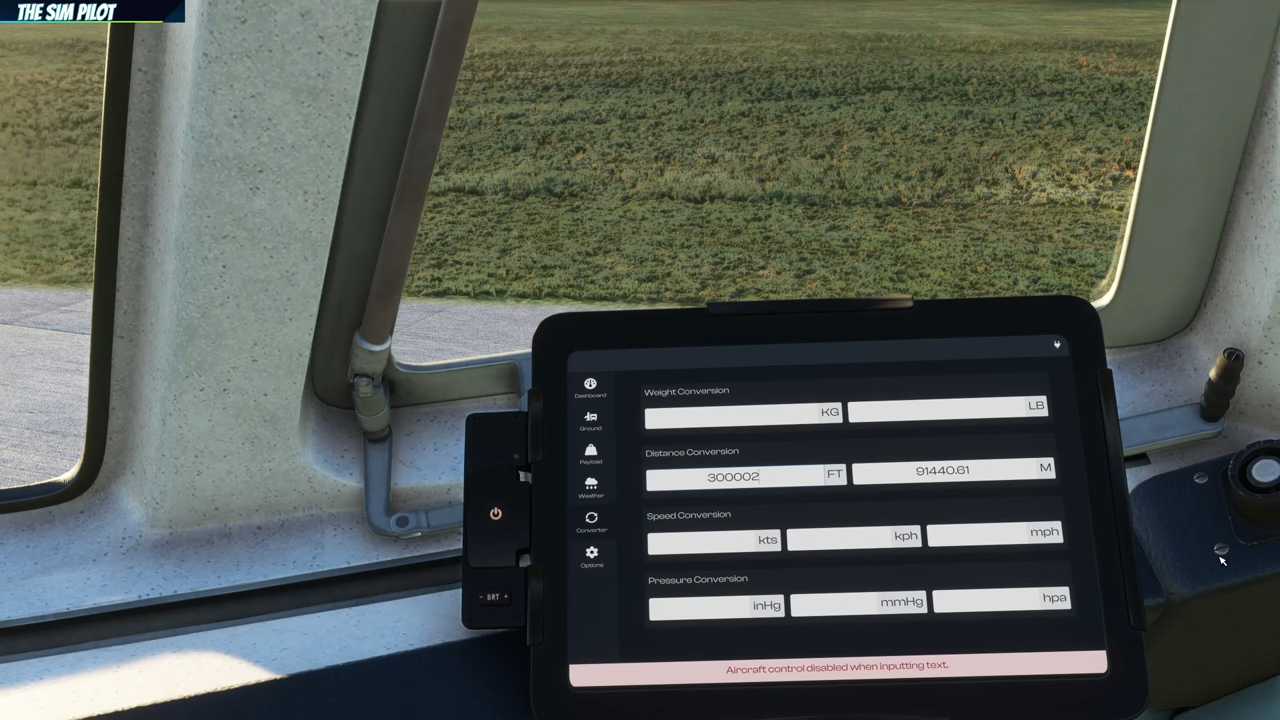 THE SIM PILOT
Dashboard
Ground
Payload
Weather
Converter
Options
Weight Conversion
KG LB
Distance Conversion
300002 FT 91440.61 M
Speed Conversion
kts kph mph
Pressure Conversion
inHg mmHg hpa
Aircraft control disabled when inputting text.
- BRT +